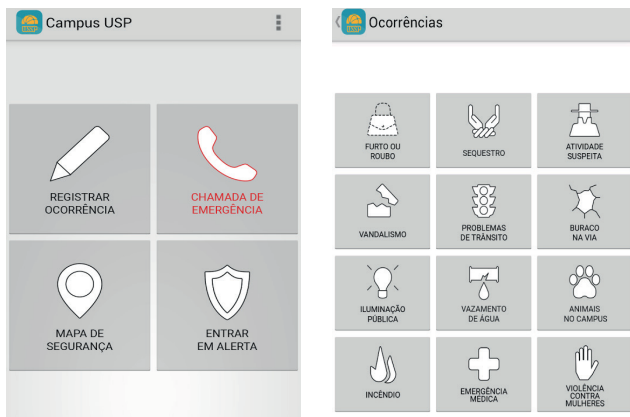 Campus USP
REGISTRAR
OCORRÊNCIA
CHAMADA DE
EMERGÊNCIA
MAPA DE
SEGURANÇA
ENTRAR
EM ALERTA
Ocorrências
FURTO OU
ROUBO
SEQUESTRO
ATIVIDADE
SUSPEITA
VANDALISMO
PROBLEMAS
DE TRÂNSITO
BURACO
NA VIA
ILUMINAÇÃO
PÚBLICA
VAZAMENTO
DE ÁGUA
ANIMAIS
NO CAMPUS
INCÊNDIO
EMERGÊNCIA
MÉDICA
VIOLÊNCIA
CONTRA
MULHERES